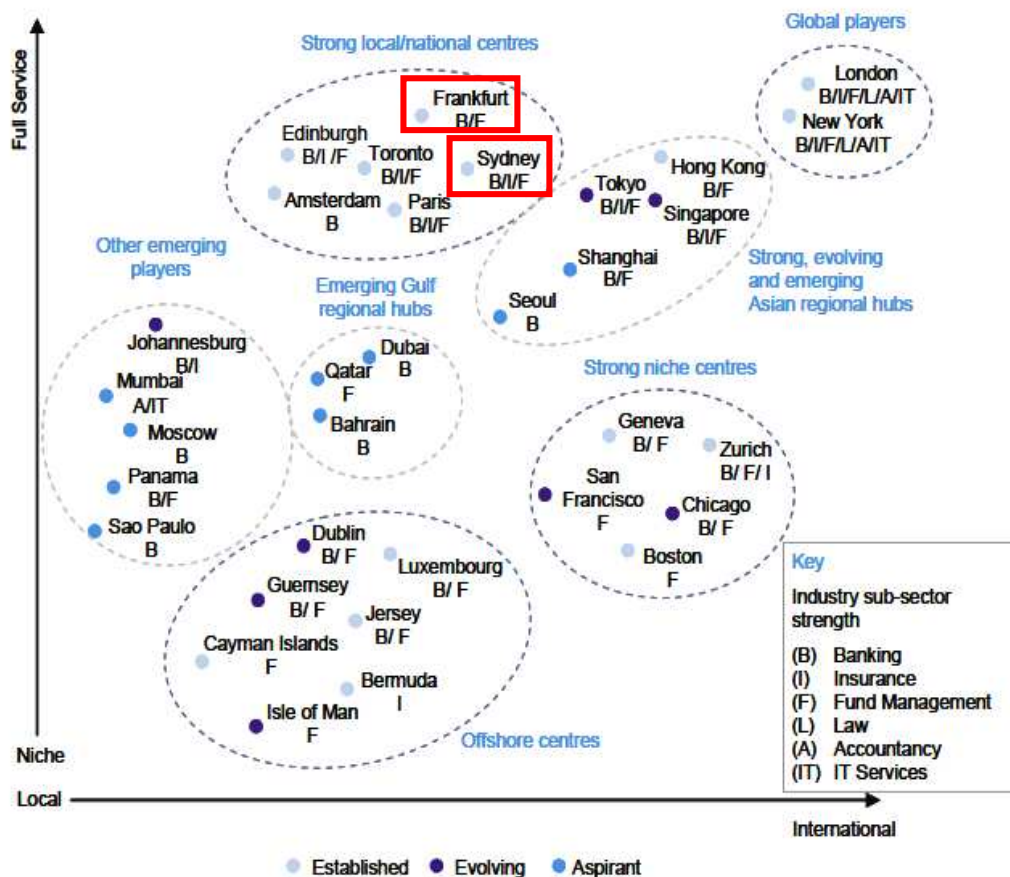 Full Service
Strong local/national centres
Global players
Frankfurt
B/F
London
B/I/F/L/A/IT
New York
B/I/F/L/A/IT
Edinburgh
B/I /F
Toronto
B/I/F
Sydney
B/I/F
Amsterdam
B
Paris
B/I/F
Hong Kong
B/F
Tokyo
B/I/F
Singapore
B/I/F
Shanghai
B/F
Seoul
B
Strong, evolving
and emerging
Asian regional hubs
Other emerging
players
Johannesburg
B/I
Mumbai
A/IT
Moscow
B
Panama
B/F
Sao Paulo
B
Emerging Gulf
regional hubs
Dubai
B
Qatar
F
Bahrain
B
Strong niche centres
Geneva
B/ F
Zurich
B/ F/ I
San
Francisco
F
Chicago
B/ F
Boston
F
Dublin
B/ F
Luxembourg
B/ F
Guernsey
B/ F
Jersey
B/ F
Cayman Islands
F
Bermuda
I
Isle of Man
F
Offshore centres
Key
Industry sub-sector
strength
(B) Banking
(I) Insurance
(F) Fund Management
(L) Law
(A) Accountancy
(IT) IT Services
Niche
Local
International
Established
Evolving
Aspirant